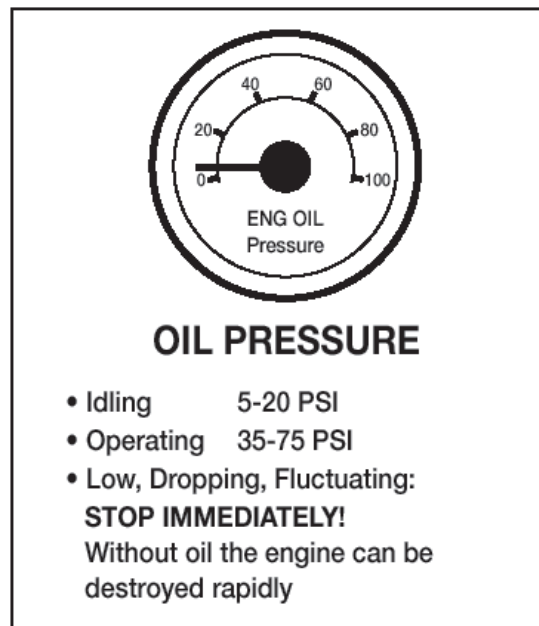 40 60
20 80
0 100
ENG OIL
Pressure
OIL PRESSURE
• Idling 5-20 PSI
• Operating 35-75 PSI
• Low, Dropping, Fluctuating:
STOP IMMEDIATELY!
Without oil the engine can be
destroyed rapidly